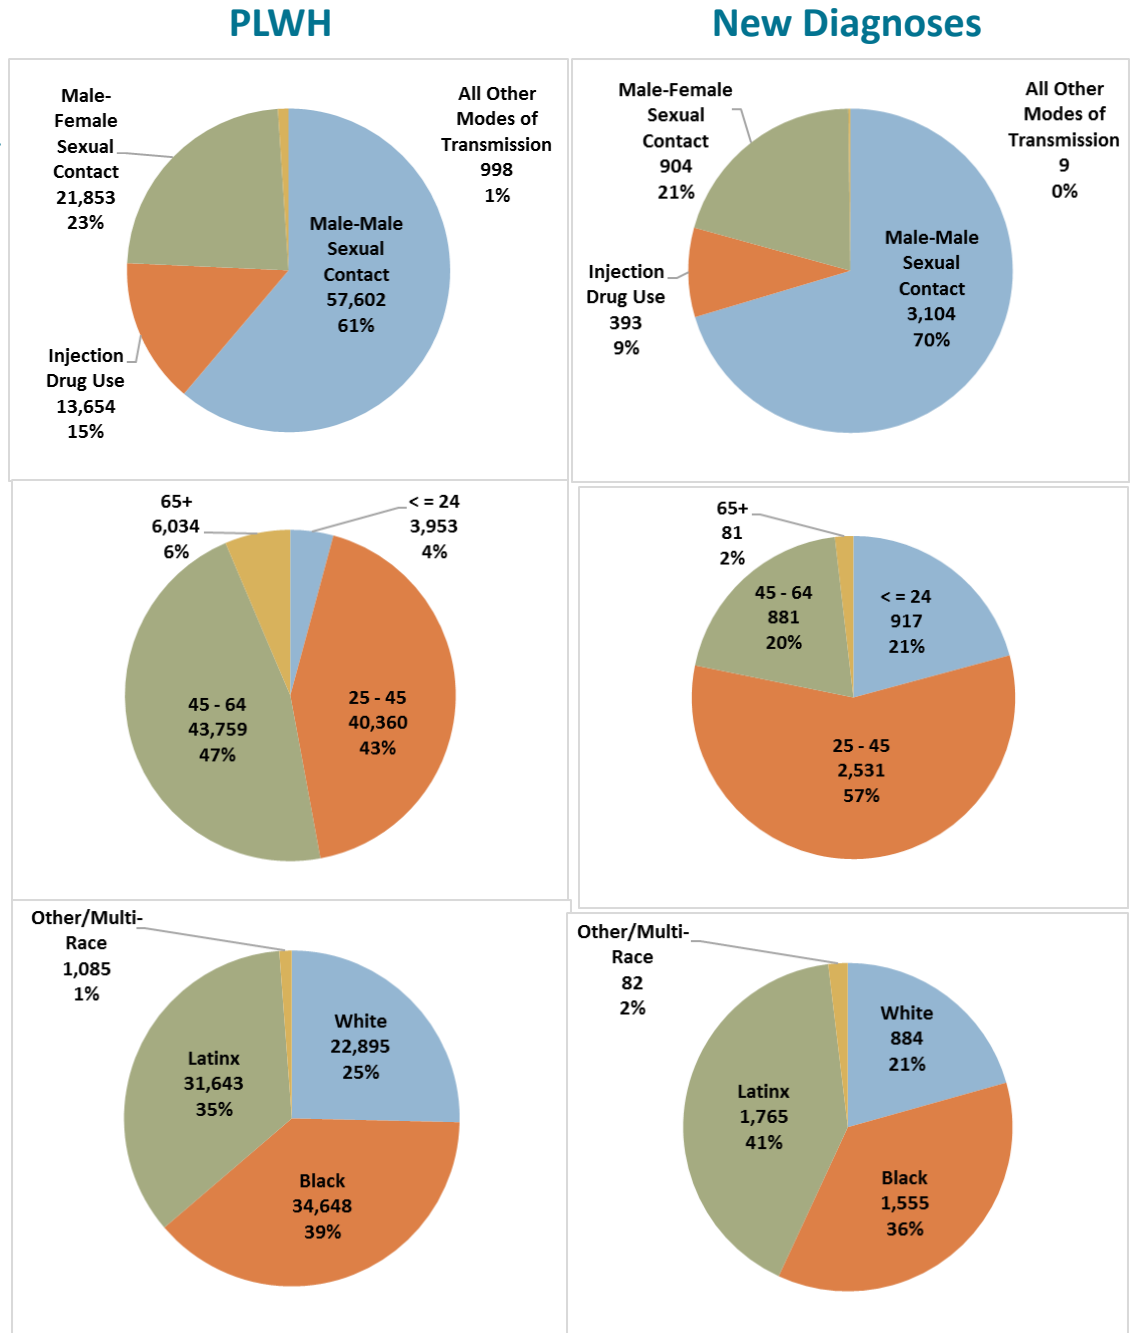 PLWH
New Diagnoses
Male-
Female
Sexual
Contact
21,853
23%
All Other
Modes of
Transmission
998
1%
Male-Male
Sexual
Contact
57,602
61%
Injection
Drug Use
13,654
15%
Male-Female
Sexual
Contact
904
21%
All Other
Modes of
Transmission
9
0%
Injection
Drug Use
393
9%
Male-Male
Sexual
Contact
3,104
70%
65+
6,034
6%
< = 24
3,953
4%
45 - 64
43,759
47%
25 - 45
40,360
43%
65+
81
2%
45 - 64
881
20%
< = 24
917
21%
25 - 45
2,531
57%
Other/Multi-
Race
1,085
1%
White
22,895
25%
Latinx
31,643
35%
Black
34,648
39%
Other/Multi-
Race
82
2%
White
884
21%
Latinx
1,765
41%
Black
1,555
36%